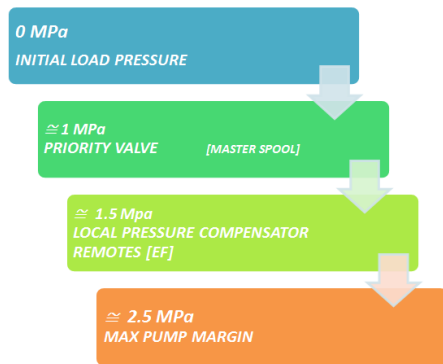 0 MPa
INITIAL LOAD PRESSURE
≅ 1 MPa
PRIORITY VALVE [MASTER SPOOL]
≅ 1.5 Mpa
LOCAL PRESSURE COMPENSATOR
REMOTES [EF]
≅ 2.5 MPa
MAX PUMP MARGIN